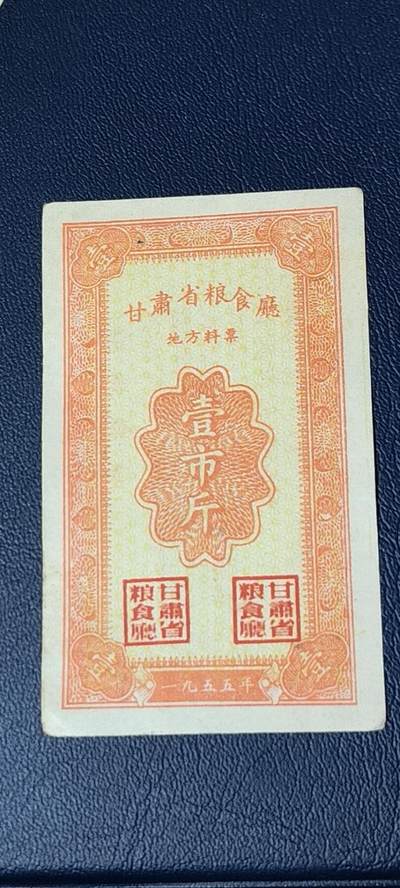 壹 壹
甘肅省粮食廳
地方料票
壹市斤
甘肅省粮食廳
甘肅省粮食廳
壹 壹
一九五五年